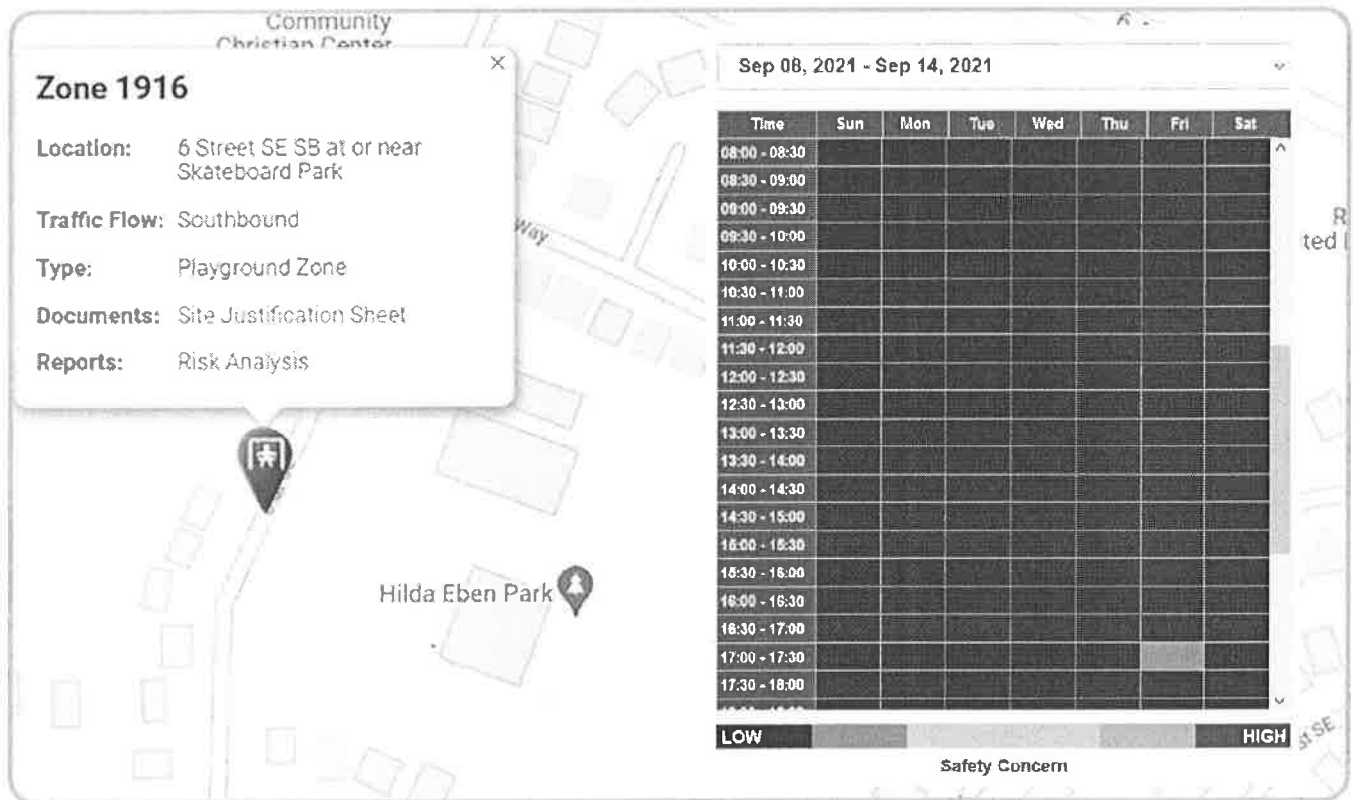 Community
Christian Center
Zone 1916
Location: 6 Street SE SB at or near
Skateboard Park
Traffic Flow: Southbound
Type: Playground Zone
Documents: Site Justification Sheet
Reports: Risk Analysis
Way
Hilda Eben Park
Sep 08, 2021 - Sep 14, 2021
Time Sun Mon Tue Wed Thu Fri Sat
08:00 - 08:30
08:30 - 09:00
09:00 - 09:30
09:30 - 10:00
10:00 - 10:30
10:30 - 11:00
11:00 - 11:30
11:30 - 12:00
12:00 - 12:30
12:30 - 13:00
13:00 - 13:30
13:30 - 14:00
14:00 - 14:30
14:30 - 15:00
15:00 - 15:30
15:30 - 16:00
16:00 - 16:30
16:30 - 17:00
17:00 - 17:30
17:30 - 18:00
LOW HIGH
Safety Concern
R
ted
st SE